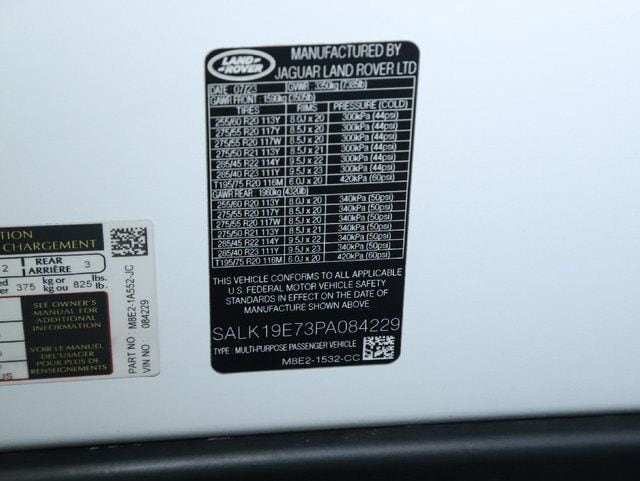 LAND-
ROVER
MANUFACTURED BY
JAGUAR LAND ROVER LTD
DATE 07/23 GVWR 3350kg (7385lb)
GAWR FRONT: 1590kg (3505lb)
TIRES RIMS PRESSURE (COLD)
255/60 R20 113Y 8.0J x 20 300kPa (44psi)
275/55 R20 117Y 8.5J x 20 300kPa (44psi)
275/55 R20 117W 8.5J x 20 300kPa (44psi)
275/50 R21 113Y 8.5J x 21 300kPa (44psi)
285/45 R22 114Y 9.5J x 22 300kPa (44psi)
285/40 R23 111Y 9.5J x 23 300kPa (44psi)
T195/75 R20 116M 6.0J x 20 420kPa (60psi)
GAWR REAR 1960kg (4320lb)
255/60 R20 113Y 8.0J x 20 340kPa (50psi)
275/55 R20 117Y 8.5J x 20 340kPa (50psi)
275/55 R20 117W 8.5J x 20 340kPa (50psi)
275/50 R21 113Y 8.5J x 21 340kPa (50psi)
285/45 R22 114Y 9.5J x 22 340kPa (50psi)
285/40 R23 111Y 9.5J x 23 340kPa (50psi)
T195/75 R20 116M 6.0J x 20 420kPa (60psi)
THIS VEHICLE CONFORMS TO ALL APPLICABLE
U.S. FEDERAL MOTOR VEHICLE SAFETY
STANDARDS IN EFFECT ON THE DATE OF
MANUFACTURE SHOWN ABOVE
SALK19E73PA084229
TYPE : MULTI-PURPOSE PASSENGER VEHICLE
M8E2-1532-CC
CHARGEMENT
2 REAR
ARRIÈRE 3
375 kg or
kg ou 825 lbs.
lb.
SEE OWNER'S
MANUAL FOR
ADDITIONAL
INFORMATION
VOIR LE MANUEL
DE L'USAGER
POUR PLUS DE
RENSEIGNEMENTS
PART NO : M8E2-1A552-JC
VIN NO : 084229